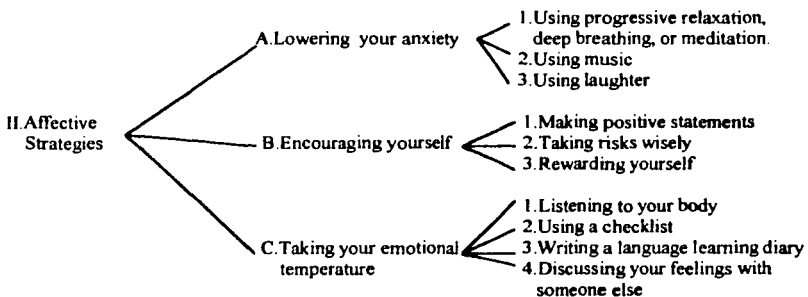 1.Using progressive relaxation,
deep breathing, or meditation.
A.Lowering your anxiety
2.Using music
3.Using laughter
II.Affective
Strategies
B.Encouraging yourself
1.Making positive statements
2.Taking risks wisely
3.Rewarding yourself
C.Taking your emotional
temperature
1.Listening to your body
2.Using a checklist
3.Writing a language learning diary
4.Discussing your feelings with
someone else